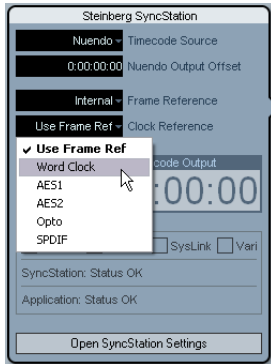 Steinberg SyncStation
Nuendo Timecode Source
0:00:00:00 Nuendo Output Offset
Internal Frame Reference
Use Frame Ref Clock Reference
Use Frame Ref
Word Clock
AES1
AES2
Opto
SPDIF
code Output
:00:00
SysLink Vari
SyncStation: Status OK
Application: Status OK
Open SyncStation Settings